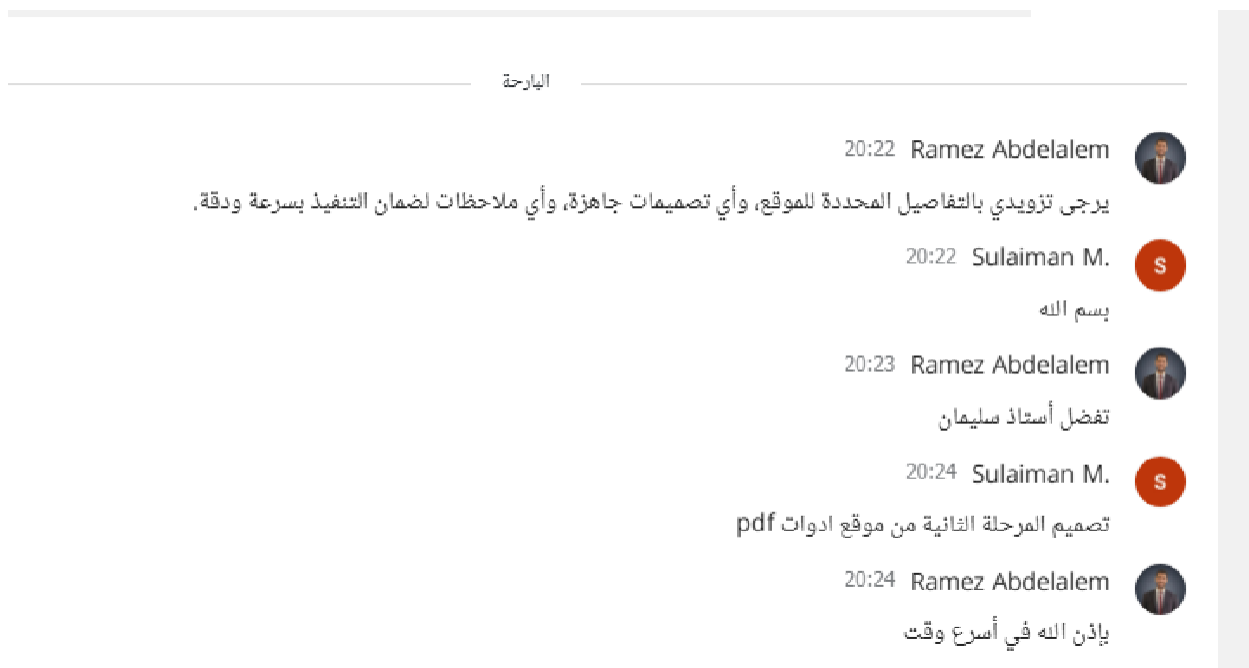 البارحة
Ramez Abdelalem 20:22
يرجى تزويدي بالتفاصيل المحددة للموقع، وأي تصميمات جاهزة، وأي ملاحظات لضمان التنفيذ بسرعة ودقة.
S
Sulaiman M. 20:22
بسم الله
Ramez Abdelalem 20:23
تفضل أستاذ سليمان
S
Sulaiman M. 20:24
تصميم المرحلة الثانية من موقع ادوات pdf
Ramez Abdelalem 20:24
بإذن الله في أسرع وقت